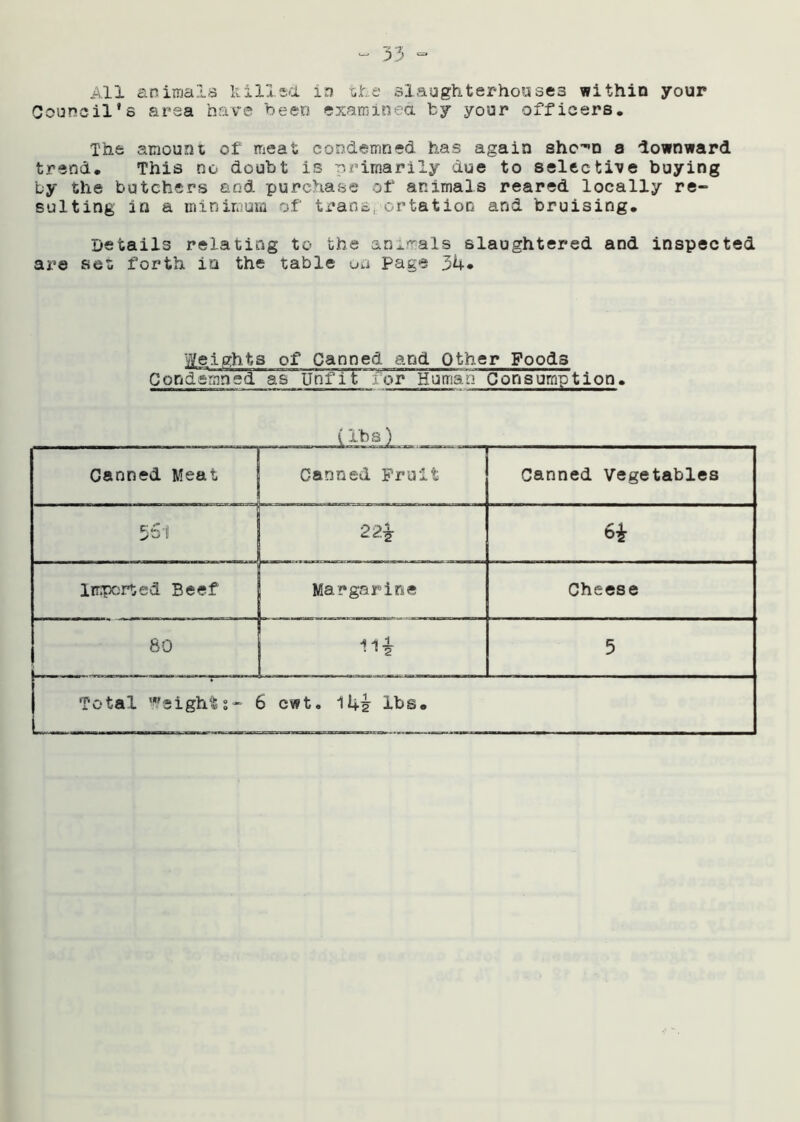 - 33 -
All animals killed in the slaughterhouses within your
Council's area have been examined by your officers.
The amount of meat condemned has again shown a downward
trend. This no doubt is primarily due to selective buying
by the butchers and purchase of animals reared locally re-
sulting in a minimum of transportation and bruising.
Details relating to the animals slaughtered and inspected
are set forth in the table on Page 34.
Weights of Canned and Other Foods
Condemned as Unfit for Human Consumption.
(lbs)
Canned Meat Canned Fruit Canned Vegetables
551 22½ 6½
Imported Beef Margarine Cheese
80 11½ 5
Total Weight:- 6 cwt. 14½ lbs.